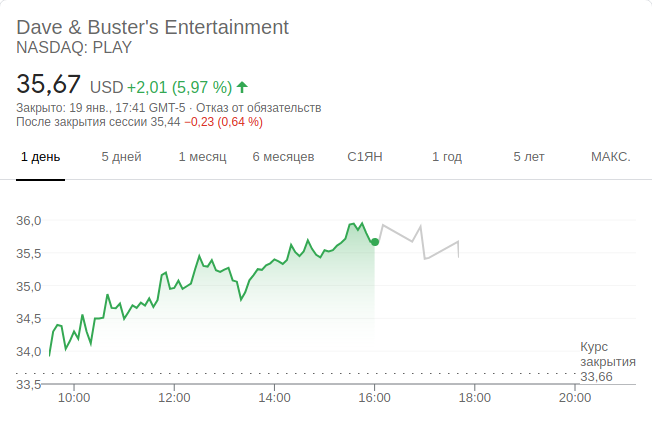 Dave & Buster's Entertainment
NASDAQ: PLAY
35,67 USD +2,01 (5,97 %)
Закрыто: 19 янв., 17:41 GMT-5 · Отказ от обязательств
После закрытия сессии 35,44 −0,23 (0,64 %)
1 день 5 дней 1 месяц 6 месяцев С1ЯН 1 год 5 лет МАКС.
36,0
35,5
35,0
34,5
34,0
33,5
Курс
закрытия
33,66
10:00 12:00 14:00 16:00 18:00 20:00